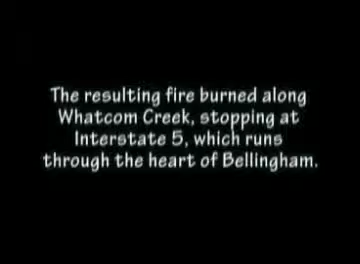 The resulting fire burned along
Whatcom Creek, stopping at
Interstate 5, which runs
through the heart of Bellingham.